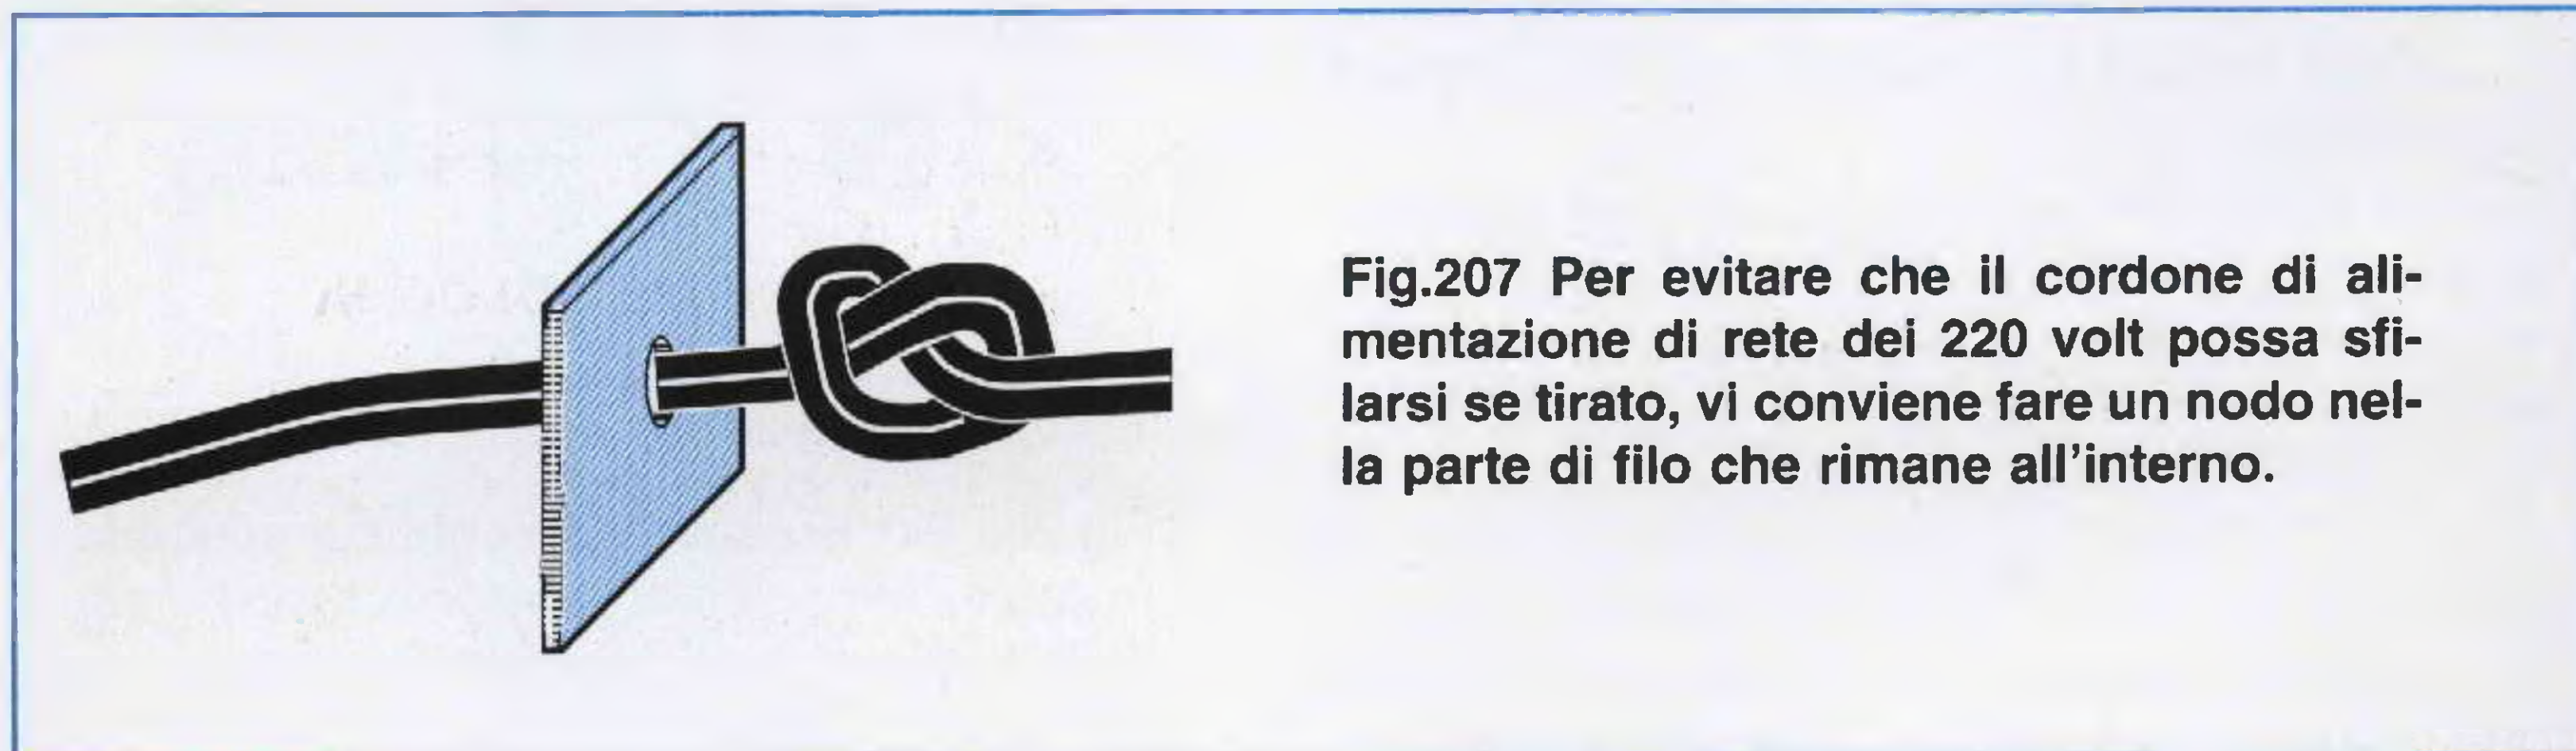 Fig.207 Per evitare che il cordone di ali-
mentazione di rete dei 220 volt possa sfi-
larsi se tirato, vi conviene fare un nodo nel-
la parte di filo che rimane all'interno.